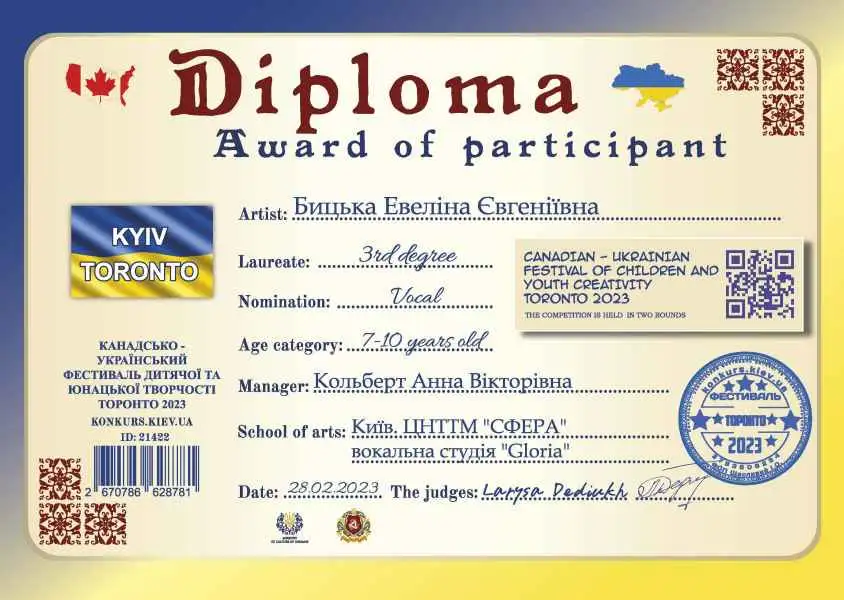 Diploma
Award of participant
Artist: Бицька Евеліна Євгеніївна
KYIV
TORONTO
Laureate: 3rd degree
Nomination: Vocal
Age category: 7-10 years old
CANADIAN - UKRAINIAN
FESTIVAL OF CHILDREN AND
YOUTH CREATIVITY
TORONTO 2023
THE COMPETITION IS HELD IN TWO ROUNDS
КАНАДСЬКО -
УКРАЇНСЬКИЙ
ФЕСТИВАЛЬ ДИТЯЧОЇ ТА
ЮНАЦЬКОЇ ТВОРЧОСТІ
ТОРОНТО 2023
KONKURS.KIEV.UA
ID: 21422
2 670786 628781
Manager: Кольберт Анна Вікторівна
School of arts: Київ. ЦНТТМ "СФЕРА"
вокальна студія "Gloria"
Date: 28.02.2023 The judges: Larysa Dediukh
konkurs.kiev.ua
ФЕСТИВАЛЬ
ТОРОНТО
2023